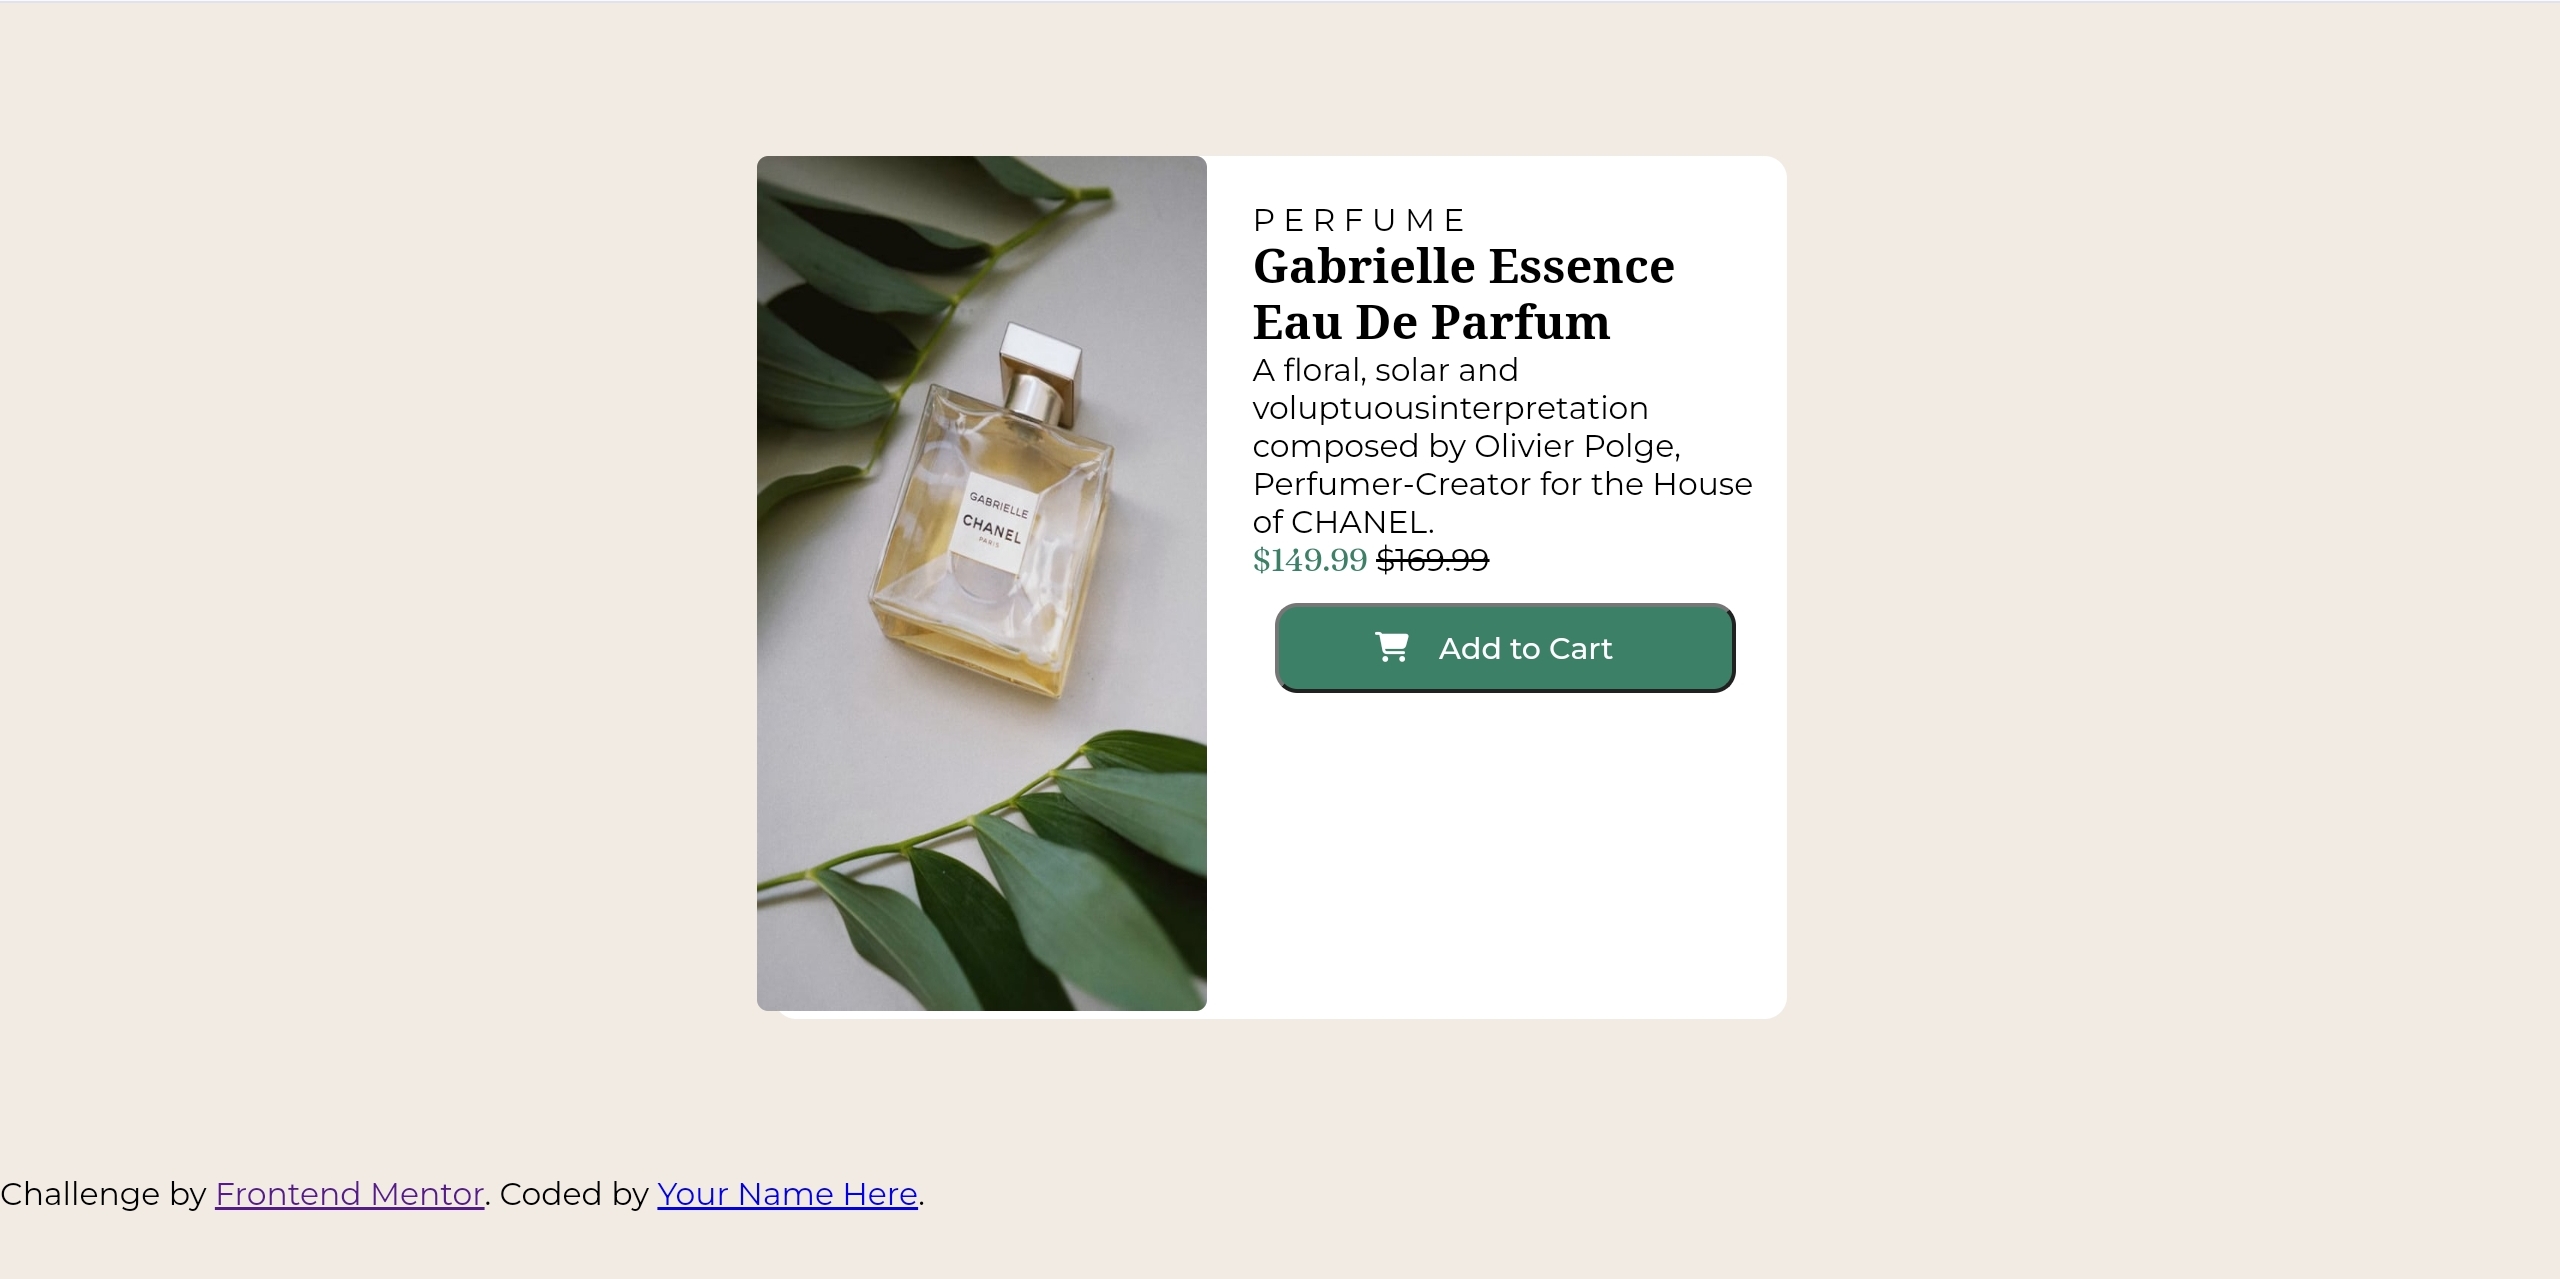 GABRIELLE
CHANEL
PARIS
PERFUME
Gabrielle Essence
Eau De Parfum
A floral, solar and
voluptuousinterpretation
composed by Olivier Polge,
Perfumer-Creator for the House
of CHANEL.
$149.99 $169.99
Add to Cart
Challenge by Frontend Mentor. Coded by Your Name Here.